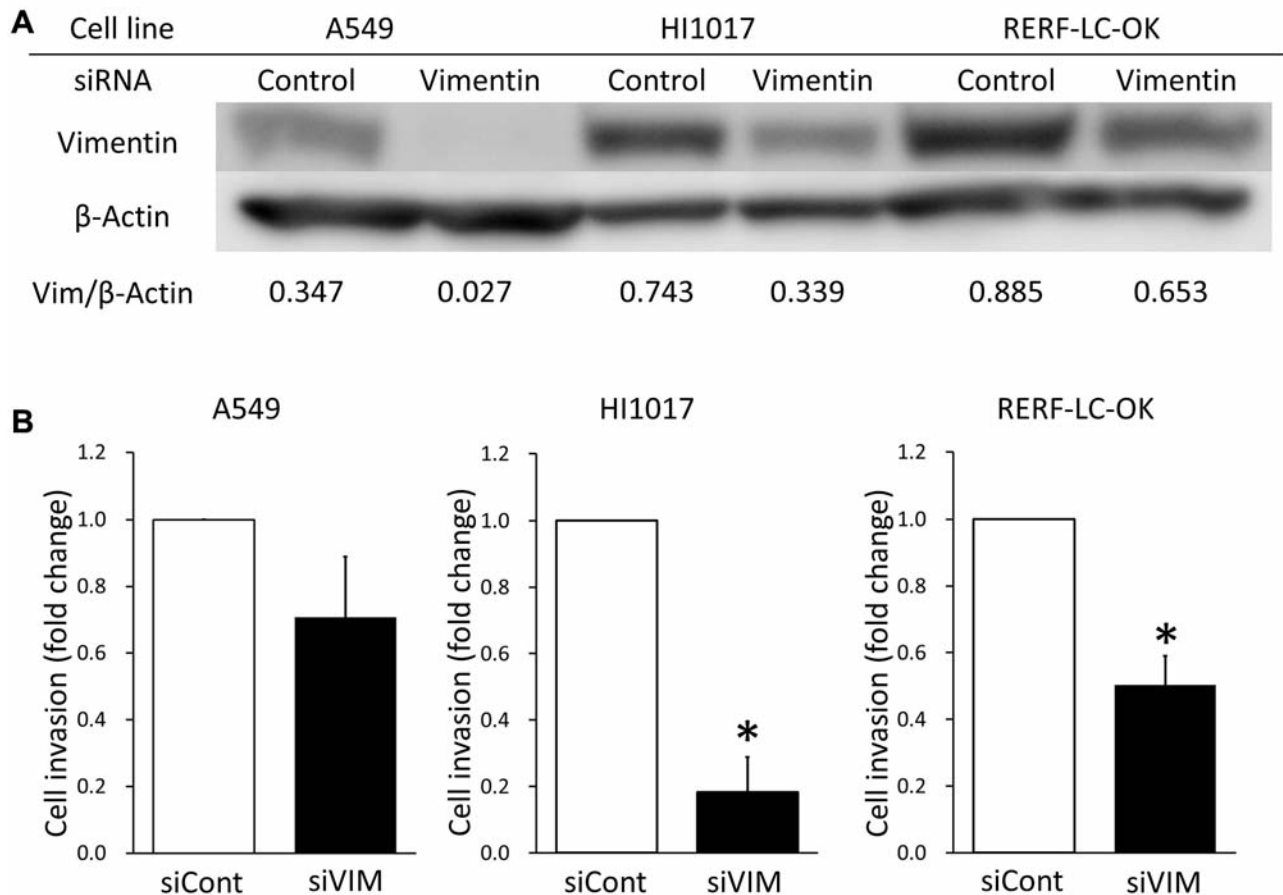 A Cell line A549 HI1017 RERF-LC-OK
siRNA Control Vimentin Control Vimentin Control Vimentin
Vimentin
β-Actin
Vim/β-Actin 0.347 0.027 0.743 0.339 0.885 0.653
B
A549
Cell invasion (fold change)
1.2
1.0
0.8
0.6
0.4
0.2
0.0
siCont siVIM
HI1017
Cell invasion (fold change)
1.2
1.0
0.8
0.6
0.4
0.2
0.0
*
siCont siVIM
RERF-LC-OK
Cell invasion (fold change)
1.2
1.0
0.8
0.6
0.4
0.2
0.0
*
siCont siVIM